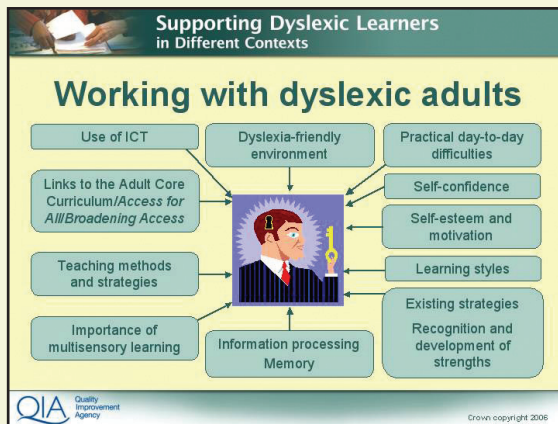 Supporting Dyslexic Learners
in Different Contexts
Working with dyslexic adults
Use of ICT
Dyslexia-friendly
environment
Practical day-to-day
difficulties
Links to the Adult Core
Curriculum/Access for
All/Broadening Access
Self-confidence
Self-esteem and
motivation
Teaching methods
and strategies
Learning styles
Importance of
multisensory learning
Information processing
Memory
Existing strategies
Recognition and
development of
strengths
QIA
Quality
Improvement
Agency
Crown copyright 2006